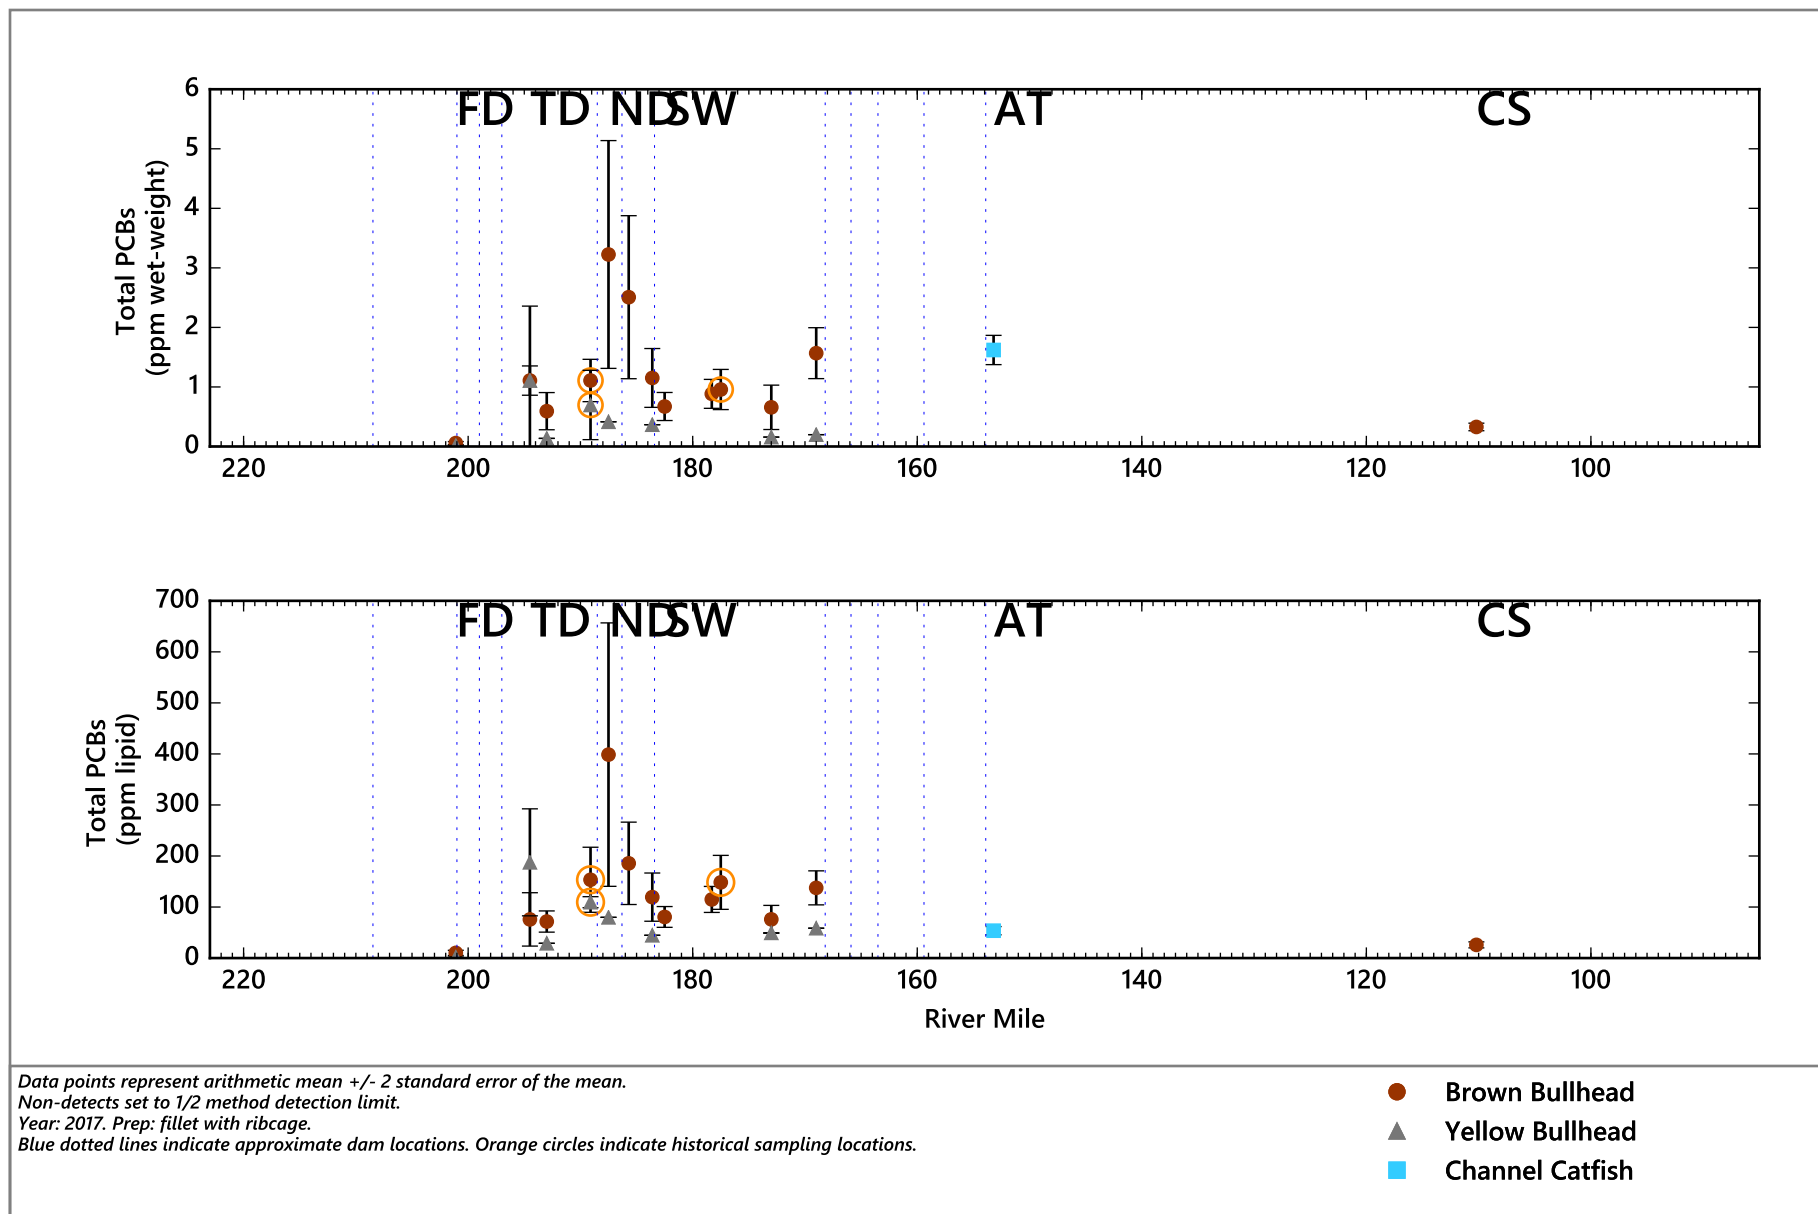 FD TD ND SW AT CS
6
5
4
3
2
1
0
Total PCBs
(ppm wet-weight)
220 200 180 160 140 120 100
FD TD ND SW AT CS
700
600
500
400
300
200
100
0
Total PCBs
(ppm lipid)
220 200 180 160 140 120 100
River Mile
Data points represent arithmetic mean +/- 2 standard error of the mean.
Non-detects set to 1/2 method detection limit.
Year: 2017. Prep: fillet with ribcage.
Blue dotted lines indicate approximate dam locations. Orange circles indicate historical sampling locations.
Brown Bullhead
Yellow Bullhead
Channel Catfish